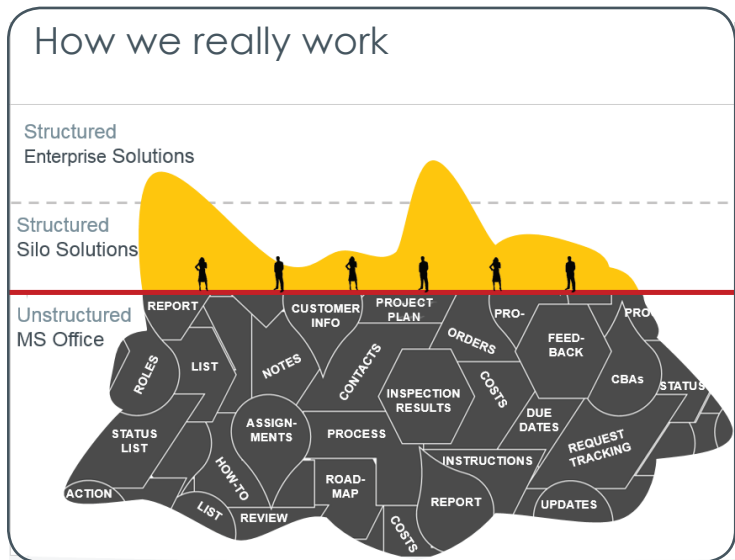 How we really work
Structured
Enterprise Solutions
Structured
Silo Solutions
Unstructured
MS Office
REPORT
CUSTOMER
INFO
PROJECT
PLAN
PRO-
PRO
ROLES
LIST
NOTES
CONTACTS
ORDERS
FEED-
BACK
INSPECTION
RESULTS
COSTS
CBAs
STATUS
STATUS
LIST
ASSIGN-
MENTS
PROCESS
DUE
DATES
REQUEST
TRACKING
HOW-TO
INSTRUCTIONS
ACTION
LIST
REVIEW
ROAD-
MAP
COSTS
REPORT
UPDATES